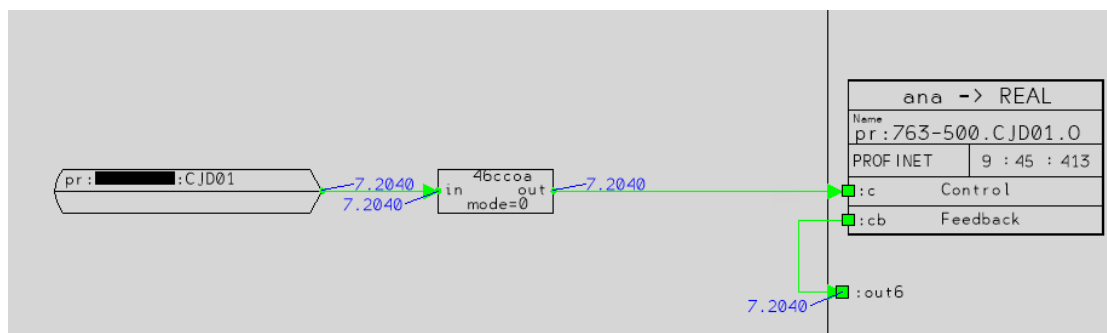 ana -> REAL
Name
pr:763-500.CJD01.O
PROFINET 9 : 45 : 413
pr: :CJD01
7.2040
7.2040
46ccoa
in out
mode=0
7.2040
:c Control
:cb Feedback
7.2040
:out6